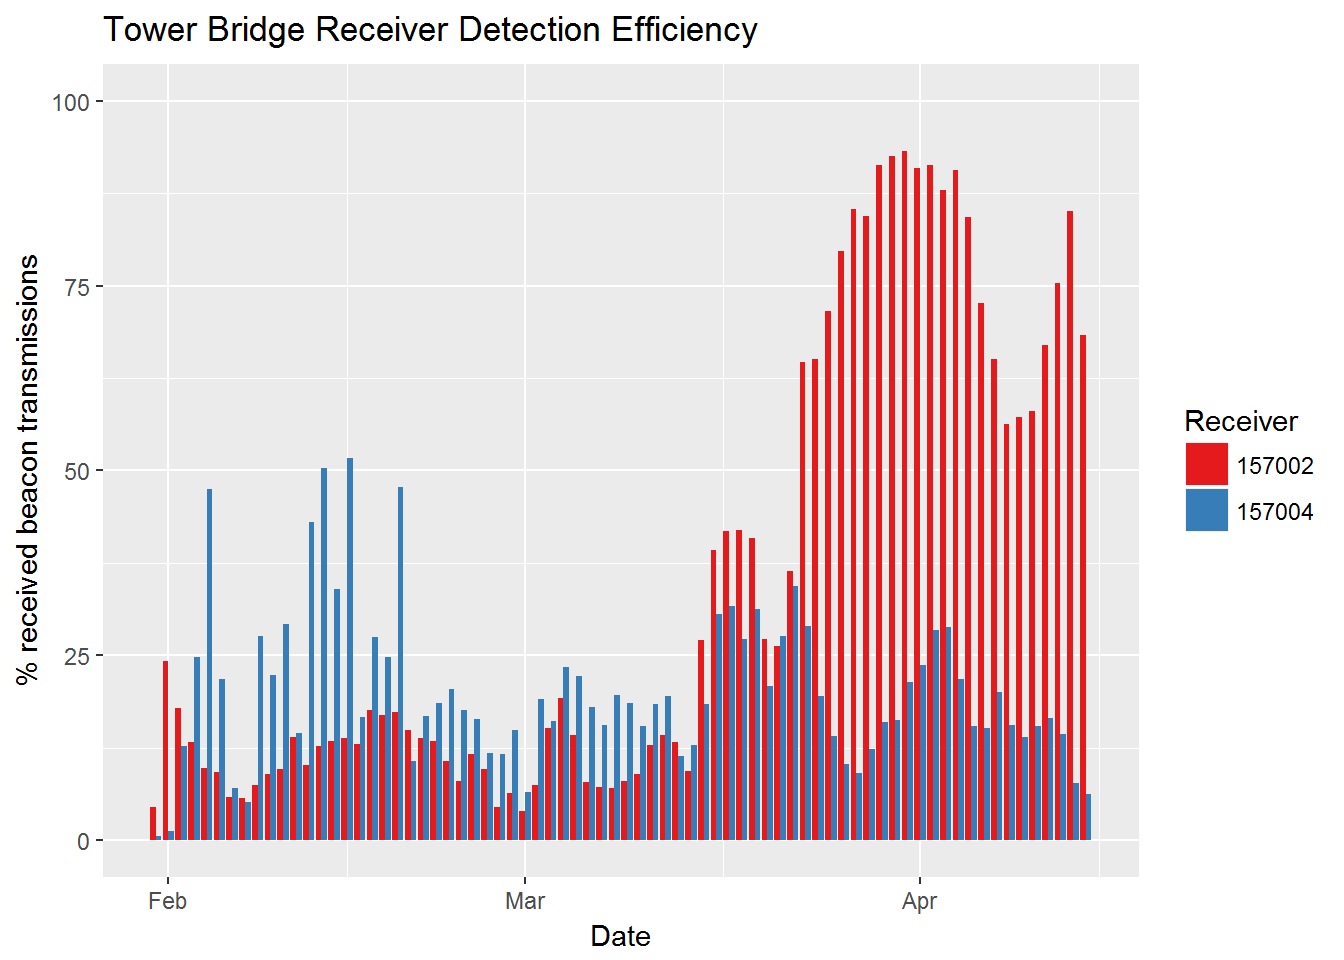 Tower Bridge Receiver Detection Efficiency
100
75
50
25
0
% received beacon transmissions
Feb Mar Apr
Date
Receiver
157002
157004